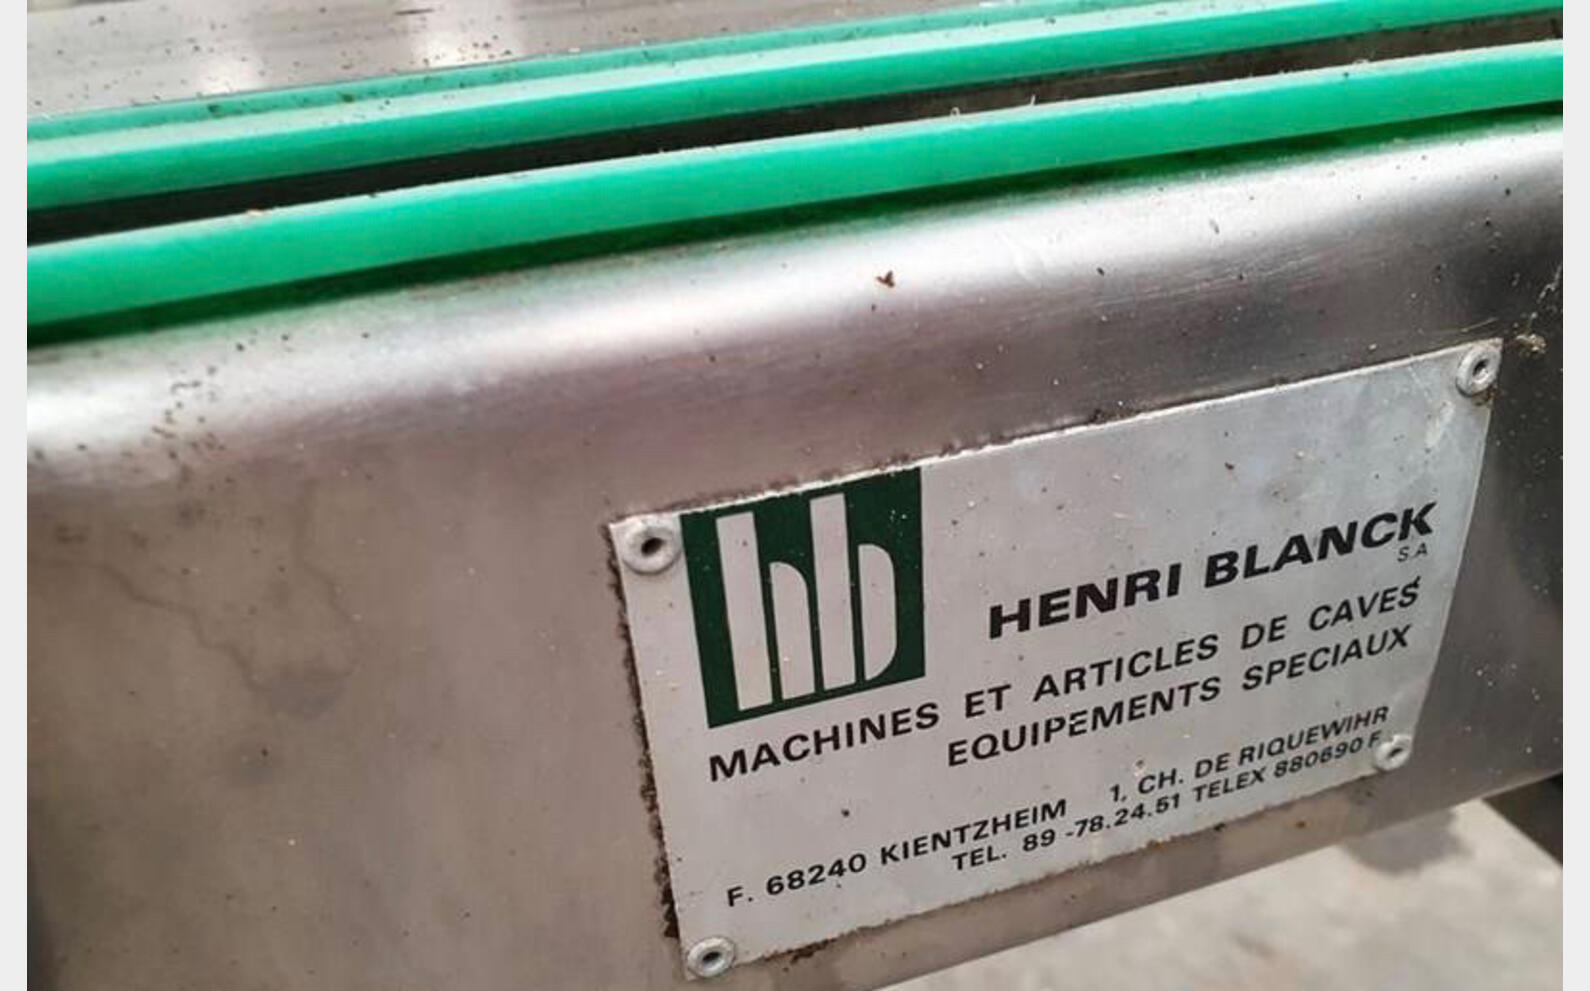 hb
HENRI BLANCK
S.A
MACHINES ET ARTICLES DE CAVES
EQUIPEMENTS SPECIAUX
F. 68240 KIENTZHEIM 1, CH. DE RIQUEWIHR
TEL. 89 -78.24.51 TELEX 880690 F